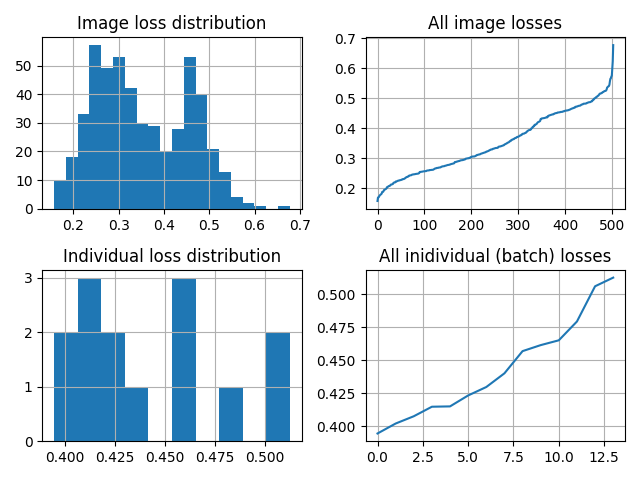 Image loss distribution
50
40
30
20
10
0
0.2 0.3 0.4 0.5 0.6 0.7
All image losses
0.7
0.6
0.5
0.4
0.3
0.2
0 100 200 300 400 500
Individual loss distribution
3
2
1
0
0.400 0.425 0.450 0.475 0.500
All inidividual (batch) losses
0.500
0.475
0.450
0.425
0.400
0.0 2.5 5.0 7.5 10.0 12.5